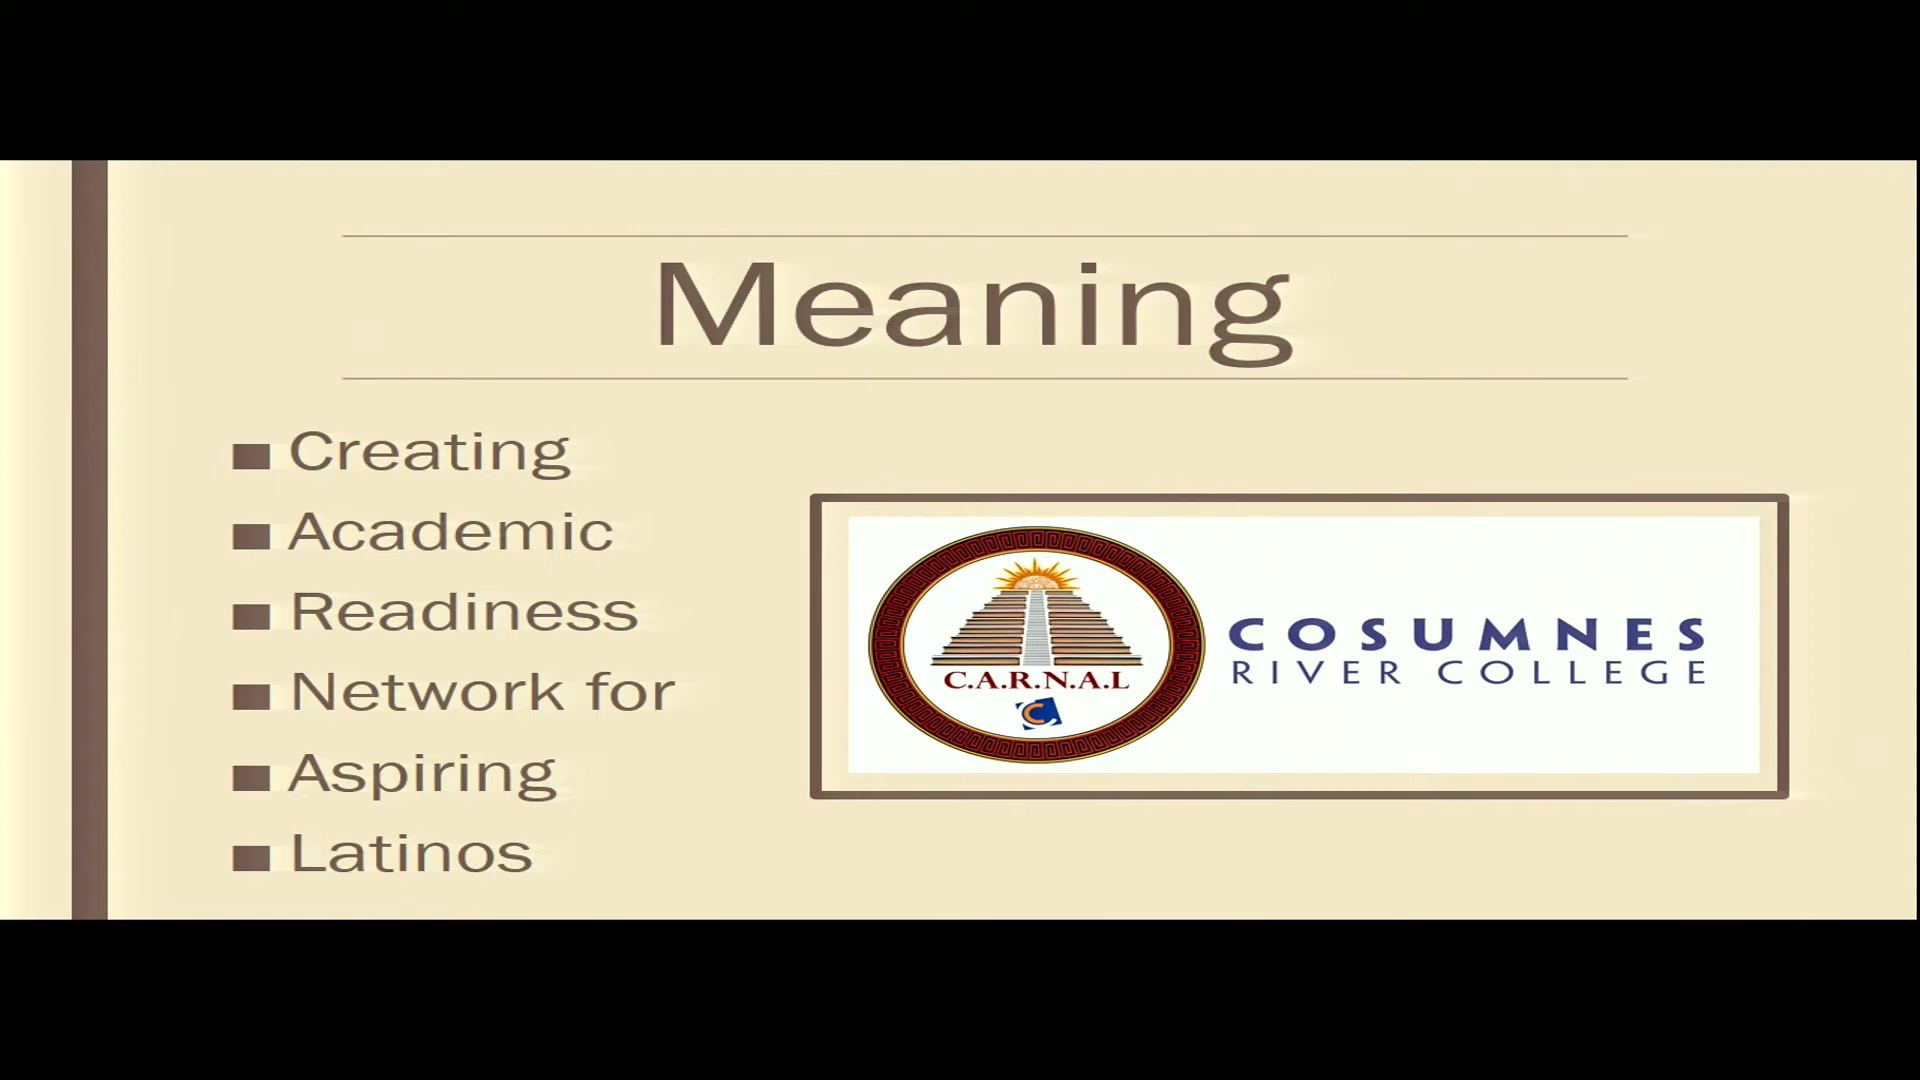 Meaning
Creating
Academic
Readiness
Network for
Aspiring
Latinos
C.A.R.N.A.L
C
COSUMNES
RIVER COLLEGE